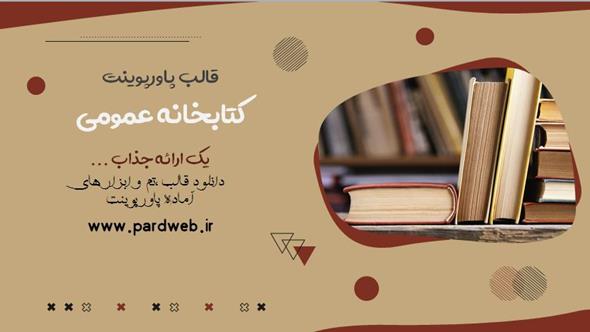 قالب پاورپوینت
کتابخانه عمومی
یک ارائه جذاب ...
دانلود قالب ،تم و ابزارهای
آماده پاورپوینت
www.pardweb.ir